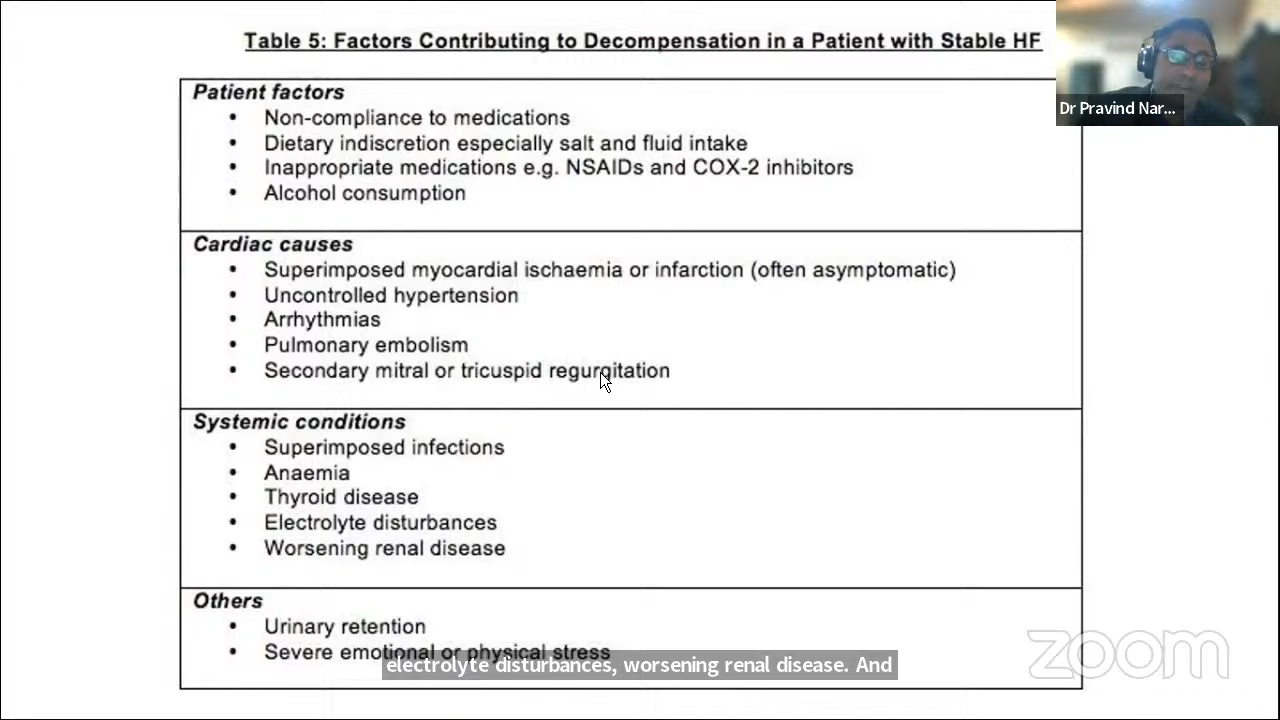 Table 5: Factors Contributing to Decompensation in a Patient with Stable HF
Dr Pravind Nar...
Patient factors
• Non-compliance to medications
• Dietary indiscretion especially salt and fluid intake
• Inappropriate medications e.g. NSAIDs and COX-2 inhibitors
• Alcohol consumption
Cardiac causes
• Superimposed myocardial ischaemia or infarction (often asymptomatic)
• Uncontrolled hypertension
• Arrhythmias
• Pulmonary embolism
• Secondary mitral or tricuspid regurgitation
Systemic conditions
• Superimposed infections
• Anaemia
• Thyroid disease
• Electrolyte disturbances
• Worsening renal disease
Others
• Urinary retention
• Severe emotional or physical stress
electrolyte disturbances, worsening renal disease. And
zoom